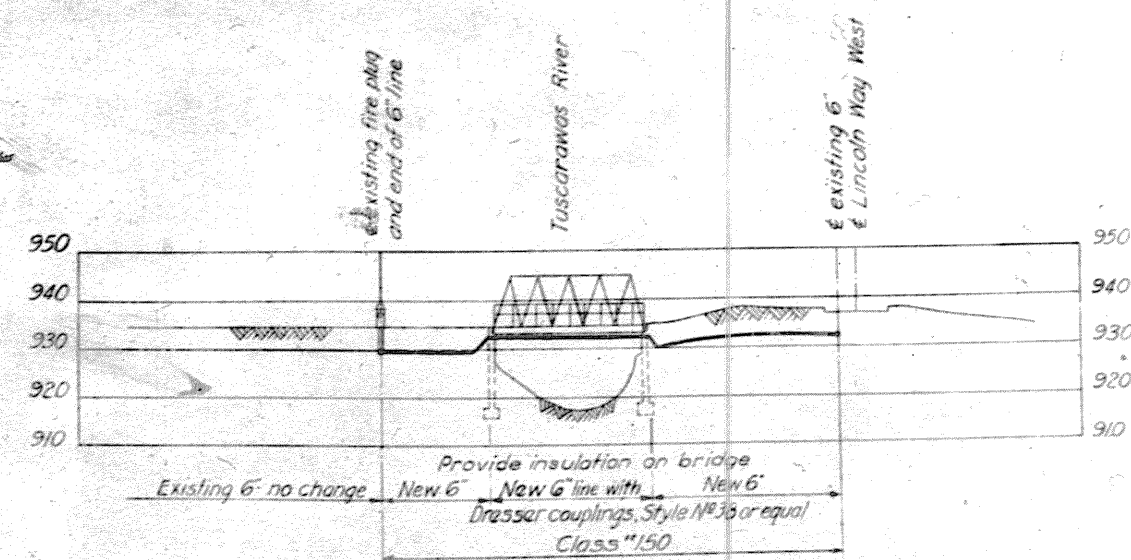 ℄ existing fire plug
and end of 6" line
Tuscarawas River
℄ existing 6"
℄ Lincoln Way West
950
940
930
920
910
950
940
930
920
910
Provide insulation on bridge
Existing 6" no change
New 6"
New 6" line with
New 6"
Dresser couplings, Style Nº38 or equal
Class "150